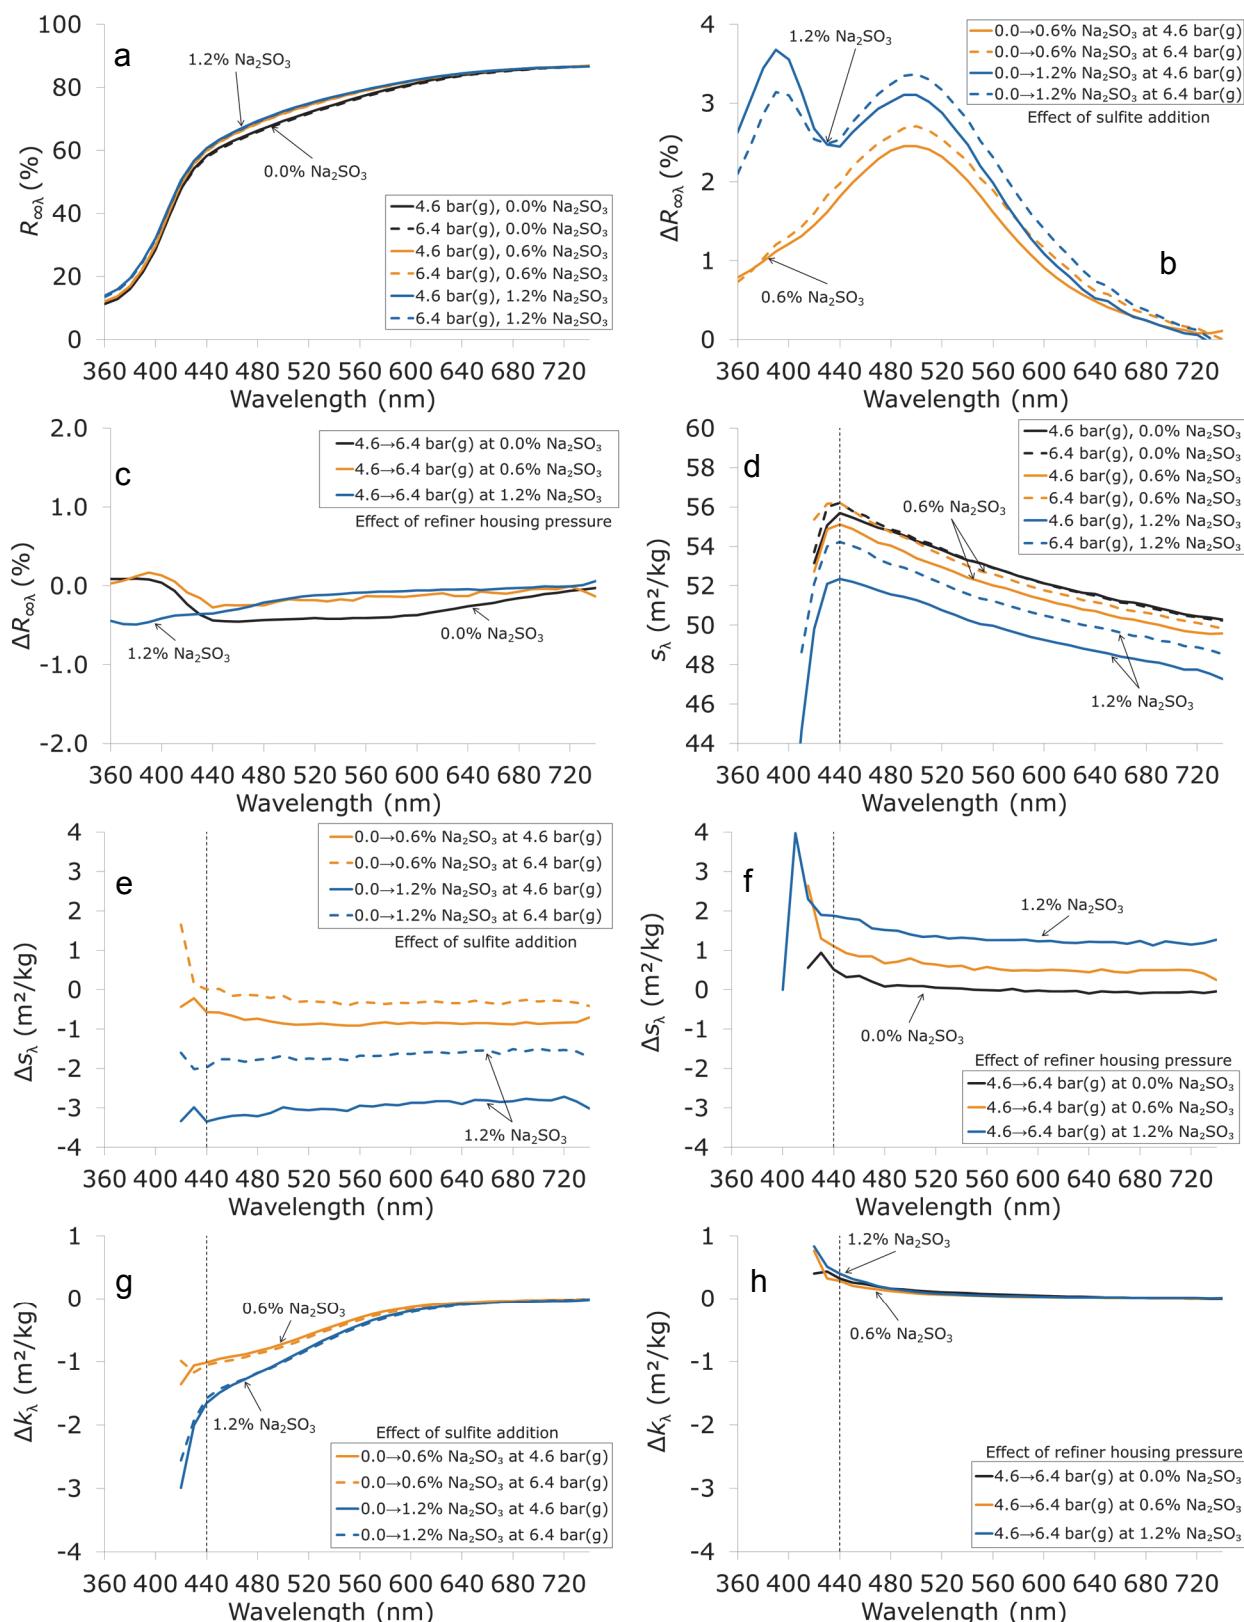 a
100
80
60
40
20
0
R∞λ (%)
1.2% Na₂SO₃
0.0% Na₂SO₃
4.6 bar(g), 0.0% Na₂SO₃
6.4 bar(g), 0.0% Na₂SO₃
4.6 bar(g), 0.6% Na₂SO₃
6.4 bar(g), 0.6% Na₂SO₃
4.6 bar(g), 1.2% Na₂SO₃
6.4 bar(g), 1.2% Na₂SO₃
360 400 440 480 520 560 600 640 680 720
Wavelength (nm)
b
4
3
2
1
0
ΔR∞λ (%)
1.2% Na₂SO₃
0.0→0.6% Na₂SO₃ at 4.6 bar(g)
0.0→0.6% Na₂SO₃ at 6.4 bar(g)
0.0→1.2% Na₂SO₃ at 4.6 bar(g)
0.0→1.2% Na₂SO₃ at 6.4 bar(g)
Effect of sulfite addition
0.6% Na₂SO₃
360 400 440 480 520 560 600 640 680 720
Wavelength (nm)
c
2.0
1.0
0.0
-1.0
-2.0
ΔR∞λ (%)
4.6→6.4 bar(g) at 0.0% Na₂SO₃
4.6→6.4 bar(g) at 0.6% Na₂SO₃
4.6→6.4 bar(g) at 1.2% Na₂SO₃
Effect of refiner housing pressure
1.2% Na₂SO₃
0.0% Na₂SO₃
360 400 440 480 520 560 600 640 680 720
Wavelength (nm)
d
60
58
56
54
52
50
48
46
44
sλ (m²/kg)
4.6 bar(g), 0.0% Na₂SO₃
6.4 bar(g), 0.0% Na₂SO₃
4.6 bar(g), 0.6% Na₂SO₃
6.4 bar(g), 0.6% Na₂SO₃
4.6 bar(g), 1.2% Na₂SO₃
6.4 bar(g), 1.2% Na₂SO₃
0.6% Na₂SO₃
1.2% Na₂SO₃
360 400 440 480 520 560 600 640 680 720
Wavelength (nm)
e
4
3
2
1
0
-1
-2
-3
-4
Δsλ (m²/kg)
0.0→0.6% Na₂SO₃ at 4.6 bar(g)
0.0→0.6% Na₂SO₃ at 6.4 bar(g)
0.0→1.2% Na₂SO₃ at 4.6 bar(g)
0.0→1.2% Na₂SO₃ at 6.4 bar(g)
Effect of sulfite addition
1.2% Na₂SO₃
360 400 440 480 520 560 600 640 680 720
Wavelength (nm)
f
4
3
2
1
0
-1
-2
-3
-4
Δsλ (m²/kg)
1.2% Na₂SO₃
0.0% Na₂SO₃
Effect of refiner housing pressure
4.6→6.4 bar(g) at 0.0% Na₂SO₃
4.6→6.4 bar(g) at 0.6% Na₂SO₃
4.6→6.4 bar(g) at 1.2% Na₂SO₃
360 400 440 480 520 560 600 640 680 720
Wavelength (nm)
g
1
0
-1
-2
-3
-4
Δkλ (m²/kg)
0.6% Na₂SO₃
1.2% Na₂SO₃
Effect of sulfite addition
0.0→0.6% Na₂SO₃ at 4.6 bar(g)
0.0→0.6% Na₂SO₃ at 6.4 bar(g)
0.0→1.2% Na₂SO₃ at 4.6 bar(g)
0.0→1.2% Na₂SO₃ at 6.4 bar(g)
360 400 440 480 520 560 600 640 680 720
Wavelength (nm)
h
1
0
-1
-2
-3
-4
Δkλ (m²/kg)
1.2% Na₂SO₃
0.6% Na₂SO₃
Effect of refiner housing pressure
4.6→6.4 bar(g) at 0.0% Na₂SO₃
4.6→6.4 bar(g) at 0.6% Na₂SO₃
4.6→6.4 bar(g) at 1.2% Na₂SO₃
360 400 440 480 520 560 600 640 680 720
Wavelength (nm)